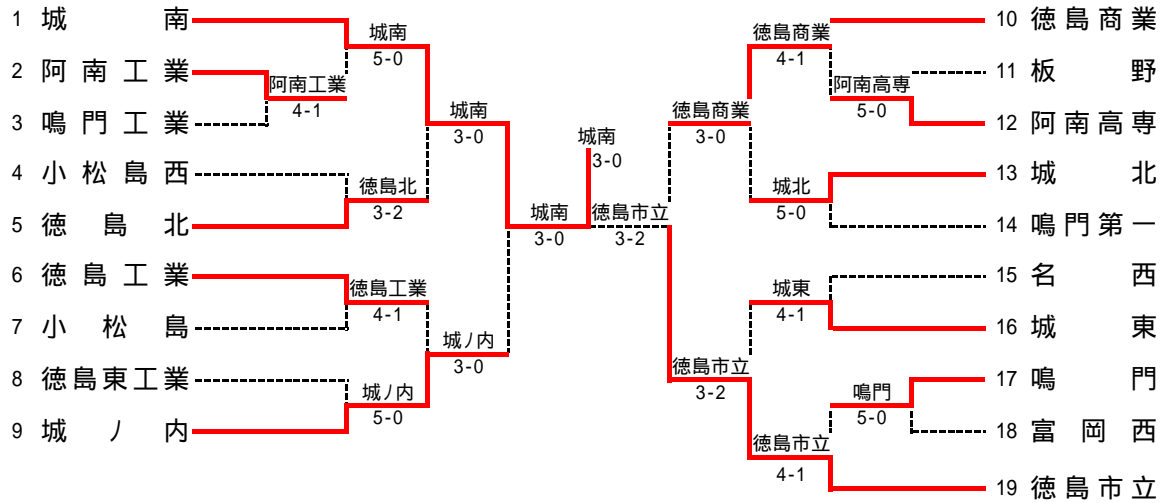 1 城南
2 阿南工業
3 鳴門工業
4 小松島西
5 徳島北
6 徳島工業
7 小松島
8 徳島東工業
9 城ノ内
阿南工業
4-1
城南
5-0
徳島北
3-2
徳島工業
4-1
城ノ内
5-0
城南
3-0
城ノ内
3-0
城南
3-0
城南
3-0
徳島市立
3-2
徳島商業
3-0
徳島市立
3-2
徳島商業
4-1
城北
5-0
城東
4-1
徳島市立
4-1
阿南高専
5-0
鳴門
5-0
10 徳島商業
11 板野
12 阿南高専
13 城北
14 鳴門第一
15 名西
16 城東
17 鳴門
18 富岡西
19 徳島市立